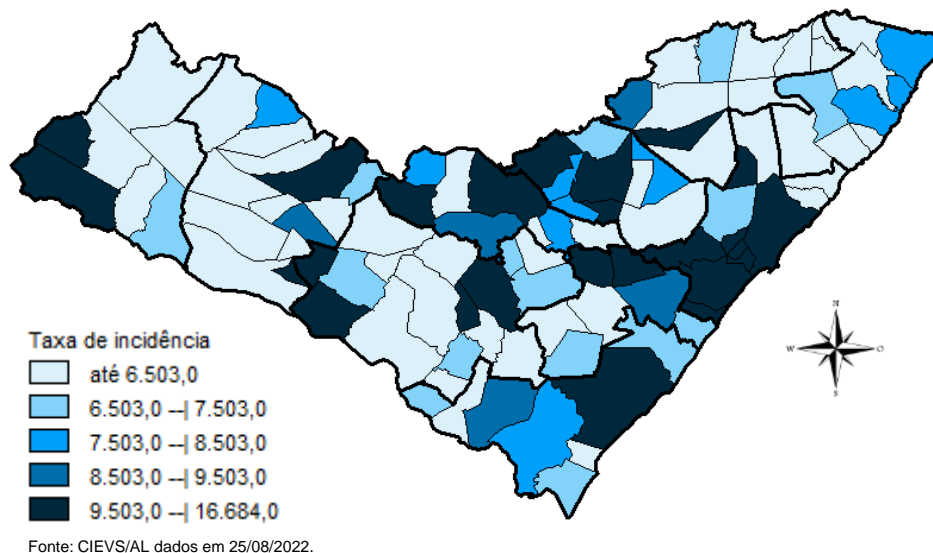 Taxa de incidência
até 6.503,0
6.503,0 --| 7.503,0
7.503,0 --| 8.503,0
8.503,0 --| 9.503,0
9.503,0 --| 16.684,0
N
W O
S
Fonte: CIEVS/AL dados em 25/08/2022.